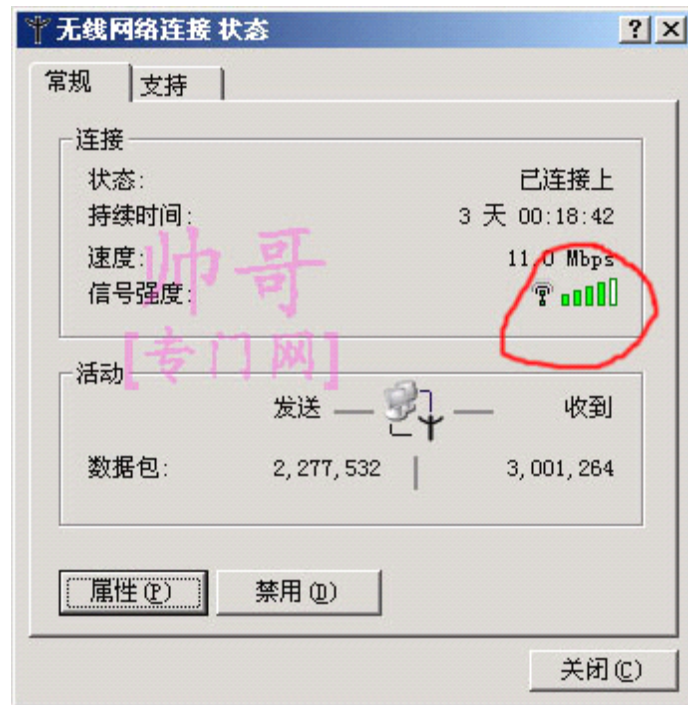 无线网络连接 状态
常规 支持
连接
状态: 已连接上
持续时间: 3 天 00:18:42
速度: 11.0 Mbps
信号强度:
帅哥
[专门网]
活动
发送 收到
数据包: 2,277,532 3,001,264
属性(P) 禁用(D)
关闭(C)